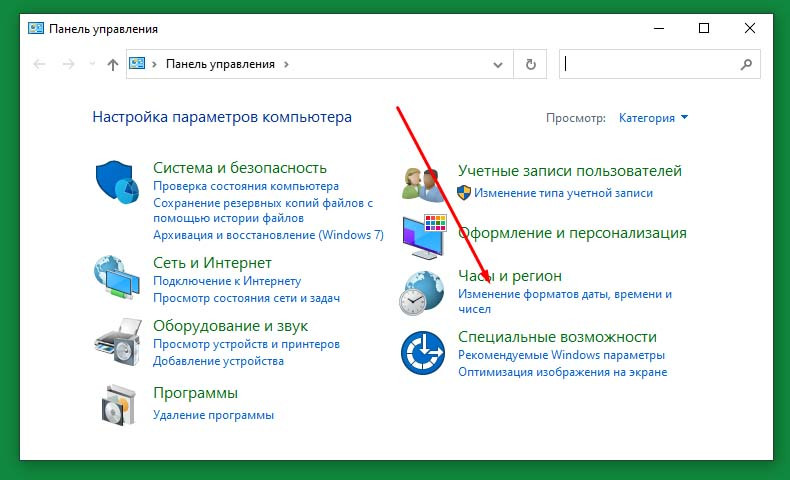 Панель управления
Панель управления
Настройка параметров компьютера
Просмотр: Категория
Система и безопасность
Проверка состояния компьютера
Сохранение резервных копий файлов с
помощью истории файлов
Архивация и восстановление (Windows 7)
Сеть и Интернет
Подключение к Интернету
Просмотр состояния сети и задач
Оборудование и звук
Просмотр устройств и принтеров
Добавление устройства
Программы
Удаление программы
Учетные записи пользователей
Изменение типа учетной записи
Оформление и персонализация
Часы и регион
Изменение форматов даты, времени и
чисел
Специальные возможности
Рекомендуемые Windows параметры
Оптимизация изображения на экране